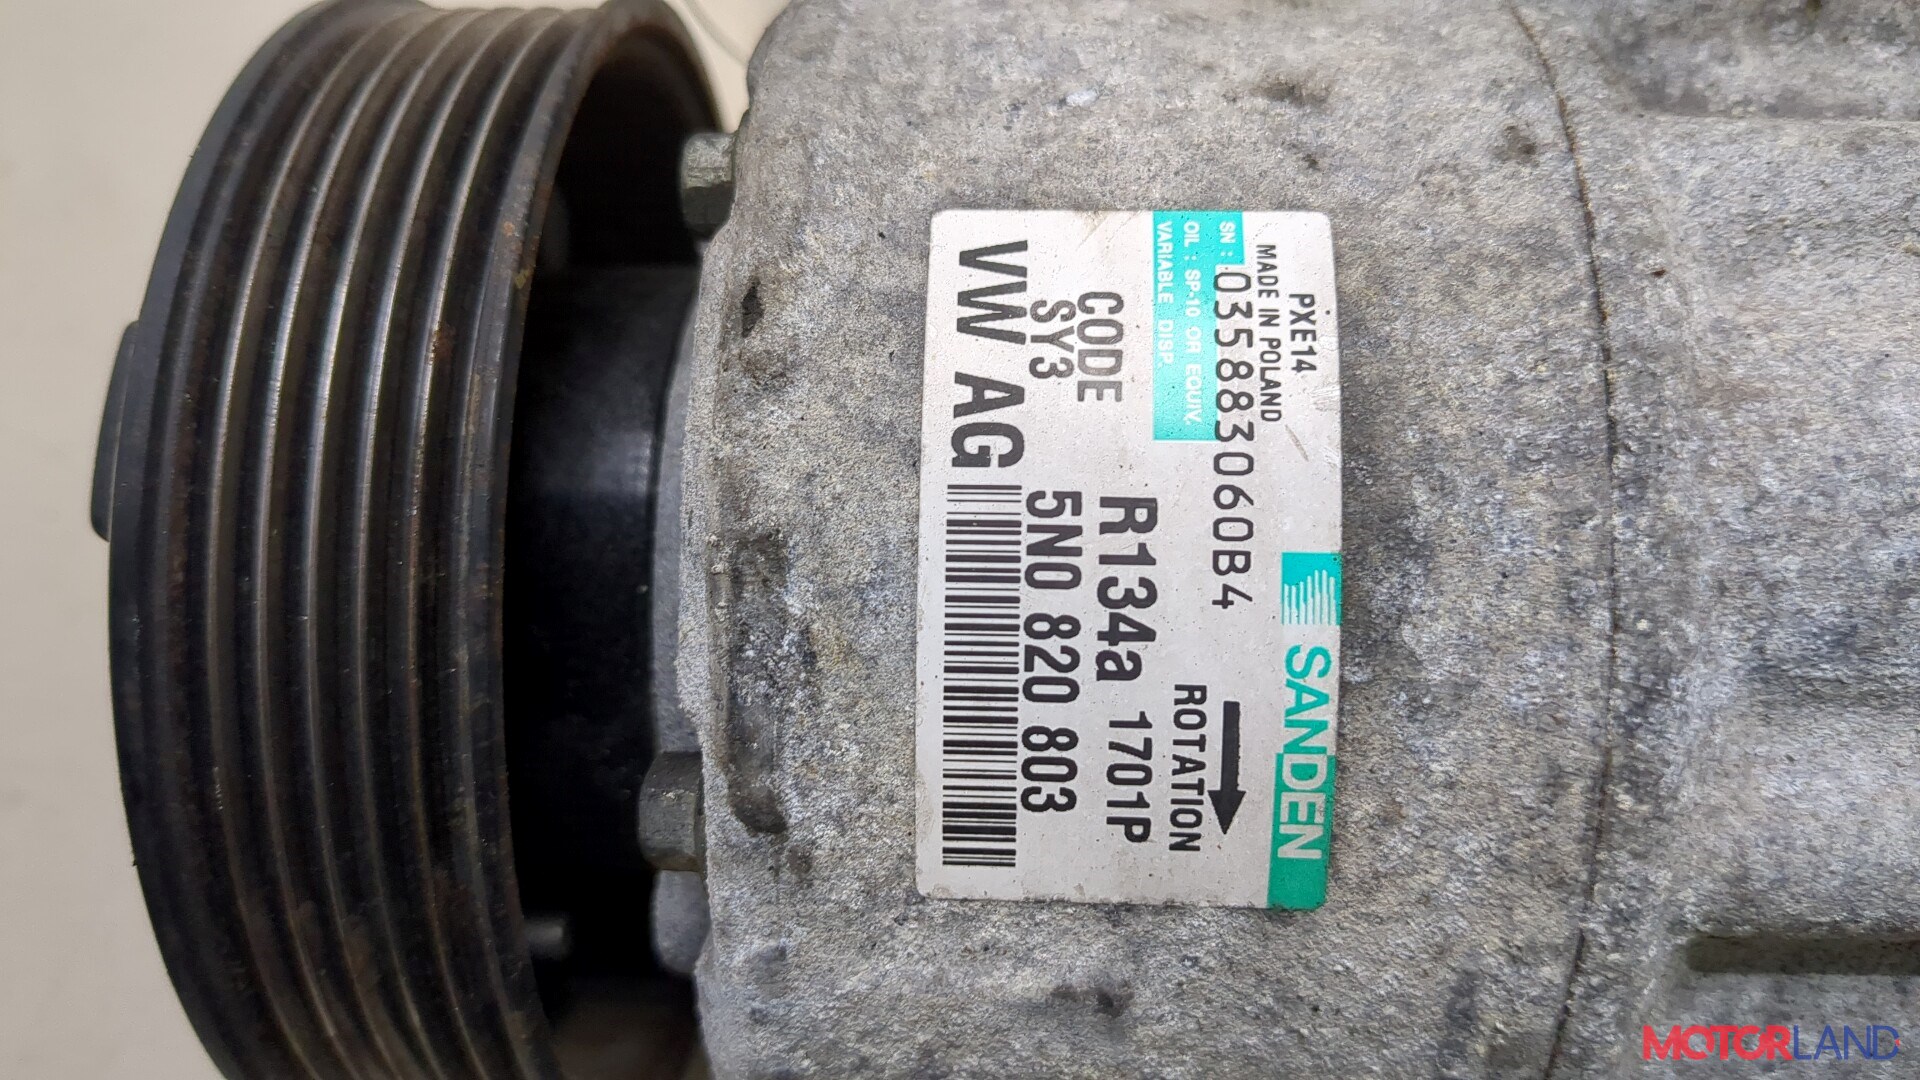 SANDEN
PXE14
MADE IN POLAND
SN : 035883060B4
OIL : SP-10 OR EQUIV.
VARIABLE DISP.
ROTATION
R134a 1701P
CODE
SY3
5N0 820 803
VW AG
MOTORLAND